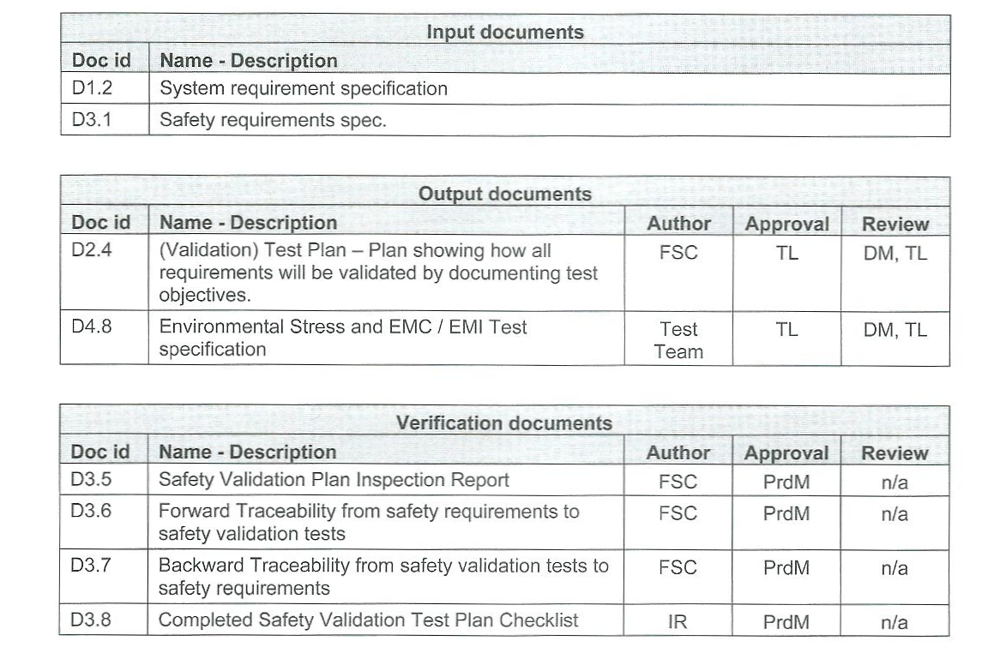 Input documents
Doc id Name - Description
D1.2 System requirement specification
D3.1 Safety requirements spec.
Output documents
Doc id Name - Description Author Approval Review
D2.4 (Validation) Test Plan – Plan showing how all FSC TL DM, TL
requirements will be validated by documenting test
objectives.
D4.8 Environmental Stress and EMC / EMI Test Test TL DM, TL
specification Team
Verification documents
Doc id Name - Description Author Approval Review
D3.5 Safety Validation Plan Inspection Report FSC PrdM n/a
D3.6 Forward Traceability from safety requirements to FSC PrdM n/a
safety validation tests
D3.7 Backward Traceability from safety validation tests to FSC PrdM n/a
safety requirements
D3.8 Completed Safety Validation Test Plan Checklist IR PrdM n/a